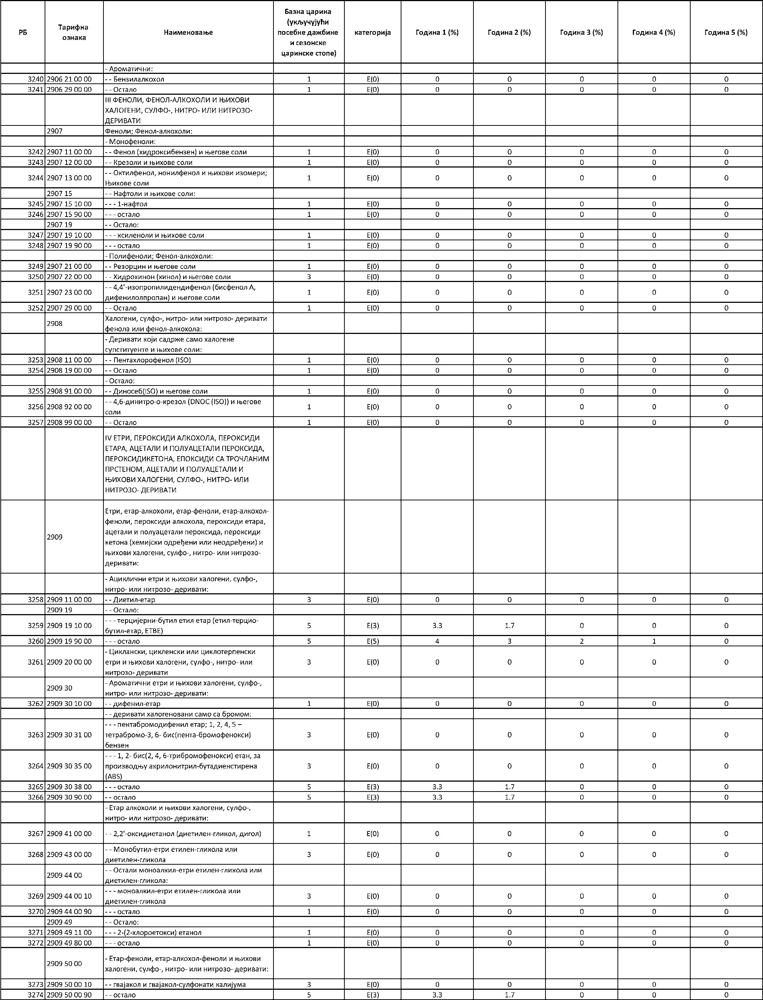 РБ Тарифна ознака Наименовање Базна царина (укључујући посебне дажбине и сезонске царинске стопе) категорија Година 1 (%) Година 2 (%) Година 3 (%) Година 4 (%) Година 5 (%)
- Ароматични:
3240 2906 21 00 00 - - Бензилалкохол 1 E(0) 0 0 0 0 0
3241 2906 29 00 00 - - Остало 1 E(0) 0 0 0 0 0
III ФЕНОЛИ, ФЕНОЛ-АЛКОХОЛИ И ЊИХОВИ
ХАЛОГЕНИ, СУЛФО-, НИТРО- ИЛИ НИТРОЗО-
ДЕРИВАТИ
2907 Феноли; Фенол-алкохоли:
- Монофеноли:
3242 2907 11 00 00 - - Фенол (хидроксибензен) и његове соли 1 E(0) 0 0 0 0 0
3243 2907 12 00 00 - - Крезоли и њихове соли 1 E(0) 0 0 0 0 0
3244 2907 13 00 00 - - Октилфенол, нонилфенол и њихови изомери;
Њихове соли 1 E(0) 0 0 0 0 0
2907 15 - - Нафтоли и њихове соли:
3245 2907 15 10 00 - - - 1-нафтол 1 E(0) 0 0 0 0 0
3246 2907 15 90 00 - - - остало 1 E(0) 0 0 0 0 0
2907 19 - - Остало:
3247 2907 19 10 00 - - - ксиленоли и њихове соли 1 E(0) 0 0 0 0 0
3248 2907 19 90 00 - - - остало 1 E(0) 0 0 0 0 0
- Полифеноли; Фенол-алкохоли:
3249 2907 21 00 00 - - Резорцин и његове соли 1 E(0) 0 0 0 0 0
3250 2907 22 00 00 - - Хидрохинон (хинол) и његове соли 3 E(0) 0 0 0 0 0
3251 2907 23 00 00 - - 4,4‘-изопропилидендифенол (бисфенол А,
дифенилолпропан) и његове соли 1 E(0) 0 0 0 0 0
3252 2907 29 00 00 - - Остало 1 E(0) 0 0 0 0 0
2908 Халогени, сулфо-, нитро- или нитрозо- деривати
фенола или фенол-алкохола:
- Деривати који садрже само халогене
супституенте и њихове соли:
3253 2908 11 00 00 - - Пентахлорофенол (ISO) 1 E(0) 0 0 0 0 0
3254 2908 19 00 00 - - Остало 1 E(0) 0 0 0 0 0
- Остало:
3255 2908 91 00 00 - - Диносеб(ISO) и његове соли 1 E(0) 0 0 0 0 0
3256 2908 92 00 00 - - 4,6-динитро-о-крезол (DNOC (ISO)) и његове
соли 1 E(0) 0 0 0 0 0
3257 2908 99 00 00 - - Остало 1 E(0) 0 0 0 0 0
IV ЕТРИ, ПЕРОКСИДИ АЛКОХОЛА, ПЕРОКСИДИ
ЕТАРА, АЦЕТАЛИ И ПОЛУАЦЕТАЛИ ПЕРОКСИДА,
ПЕРОКСИДИКЕТОНА, ЕПОКСИДИ СА ТРОЧЛАНИМ
ПРСТЕНОМ, АЦЕТАЛИ И ПОЛУАЦЕТАЛИ И
ЊИХОВИ ХАЛОГЕНИ, СУЛФО-, НИТРО- ИЛИ
НИТРОЗО- ДЕРИВАТИ
2909 Етри, етар-алкохоли, етар-феноли, етар-алкохол-
феноли, пероксиди алкохола, пероксиди етара,
ацетали и полуацетали пероксида, пероксиди
кетона (хемијски одређени или неодређени) и
њихови халогени, сулфо-, нитро- или нитрозо-
деривати:
- Ациклични етри и њихови халогени, сулфо-,
нитро- или нитрозо- деривати:
3258 2909 11 00 00 - - Диетил-етар 3 E(0) 0 0 0 0 0
2909 19 - - Остало:
3259 2909 19 10 00 - - - терцијерни-бутил етил етар (етил-терцио-
бутил-етар, ETBE) 5 E(3) 3.3 1.7 0 0 0
3260 2909 19 90 00 - - - остало 5 E(5) 4 3 2 1 0
3261 2909 20 00 00 - Циклански, цикленски или циклотерпенски
етри и њихови халогени, сулфо-, нитро- или
нитрозо- деривати 3 E(0) 0 0 0 0 0
2909 30 - Ароматични етри и њихови халогени, сулфо-,
нитро- или нитрозо- деривати:
3262 2909 30 10 00 - - дифенил-етар 1 E(0) 0 0 0 0 0
- - деривати халогеновани само са бромом:
3263 2909 30 31 00 - - - пентабромодифенил етар; 1, 2, 4, 5 –
тетрабромо-3, 6- бис(пента-бромофенокси)
бензен 3 E(0) 0 0 0 0 0
3264 2909 30 35 00 - - - 1, 2- бис(2, 4, 6-трибромофенокси) етан, за
производњу акрилонитрил-бутадиенстирена
(ABS) 3 E(0) 0 0 0 0 0
3265 2909 30 38 00 - - - остало 5 E(3) 3.3 1.7 0 0 0
3266 2909 30 90 00 - - остало 5 E(3) 3.3 1.7 0 0 0
- Етар алкохоли и њихови халогени, сулфо-,
нитро- или нитрозо- деривати:
3267 2909 41 00 00 - - 2,2‘-оксидиетанол (диетилен-гликол, дигол) 1 E(0) 0 0 0 0 0
3268 2909 43 00 00 - - Монобутил-етри етилен-гликола или
диетилен-гликола 3 E(0) 0 0 0 0 0
2909 44 00 - - Остали моноалкил-етри етилен-гликола или
диетилен-гликола:
3269 2909 44 00 10 - - - моноалкил-етри етилен-гликола или
диетилен-гликола 3 E(0) 0 0 0 0 0
3270 2909 44 00 90 - - - остало 1 E(0) 0 0 0 0 0
2909 49 - - Остало:
3271 2909 49 11 00 - - - 2-(2-хлороетокси) етанол 1 E(0) 0 0 0 0 0
3272 2909 49 80 00 - - - остало 1 E(0) 0 0 0 0 0
2909 50 00 - Етар-феноли, етар-алкохол-феноли и њихови
халогени, сулфо-, нитро- или нитрозо- деривати:
3273 2909 50 00 10 - - гвајакол и гвајакол-сулфонати калијума 3 E(0) 0 0 0 0 0
3274 2909 50 00 90 - - остало 5 E(3) 3.3 1.7 0 0 0